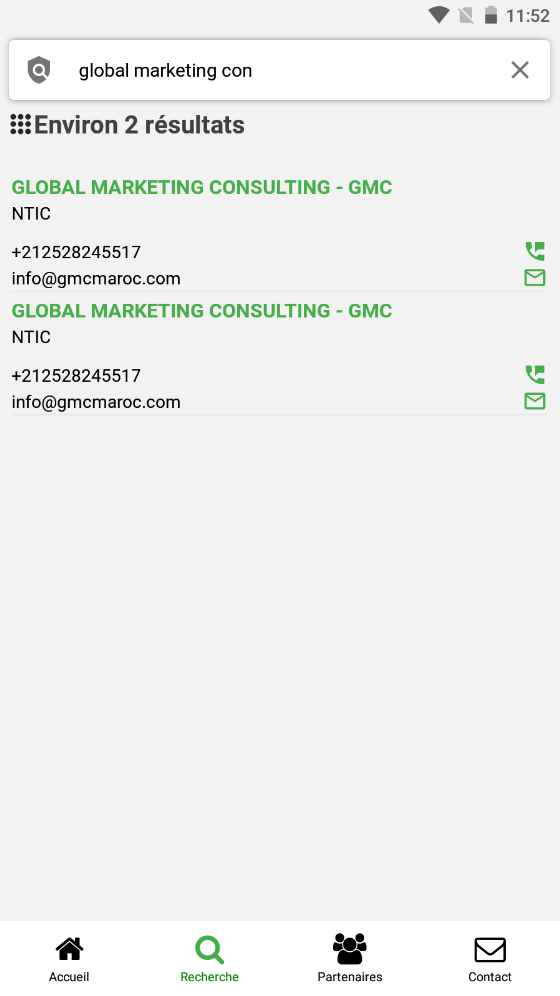 11:52
global marketing con
Environ 2 résultats
GLOBAL MARKETING CONSULTING - GMC
NTIC
+212528245517
info@gmcmaroc.com
GLOBAL MARKETING CONSULTING - GMC
NTIC
+212528245517
info@gmcmaroc.com
Accueil
Recherche
Partenaires
Contact